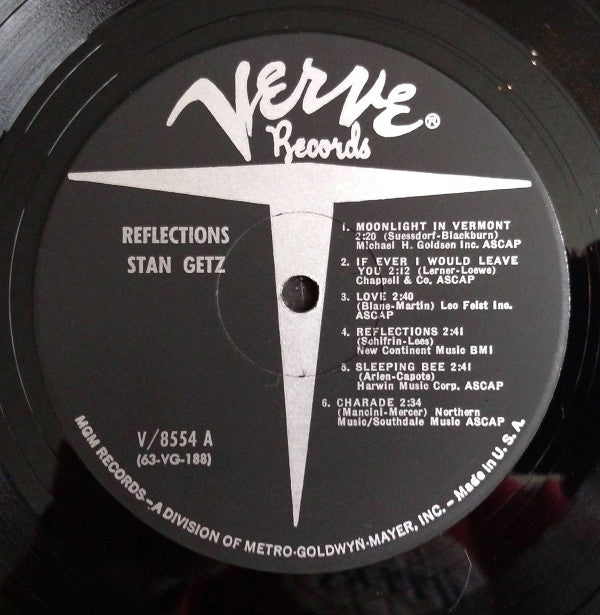 VERVE®
Records
REFLECTIONS
STAN GETZ
1. MOONLIGHT IN VERMONT
2:20 (Suessdorf-Blackburn)
Michael H. Goldsen Inc. ASCAP
2. IF EVER I WOULD LEAVE
YOU 2:12 (Lerner-Loewe)
Chappell & Co. ASCAP
3. LOVE 2:40
(Blane-Martin) Leo Feist Inc.
ASCAP
4. REFLECTIONS 2:41
(Schifrin-Lees)
New Continent Music BMI
5. SLEEPING BEE 2:41
(Arlen-Capote)
Harwin Music Corp. ASCAP
6. CHARADE 2:34
(Mancini-Mercer) Northern
Music/Southdale Music ASCAP
V/8554 A
(63-VG-188)
MGM RECORDS-A DIVISION OF METRO-GOLDWYN-MAYER, INC. - Made in U. S. A.